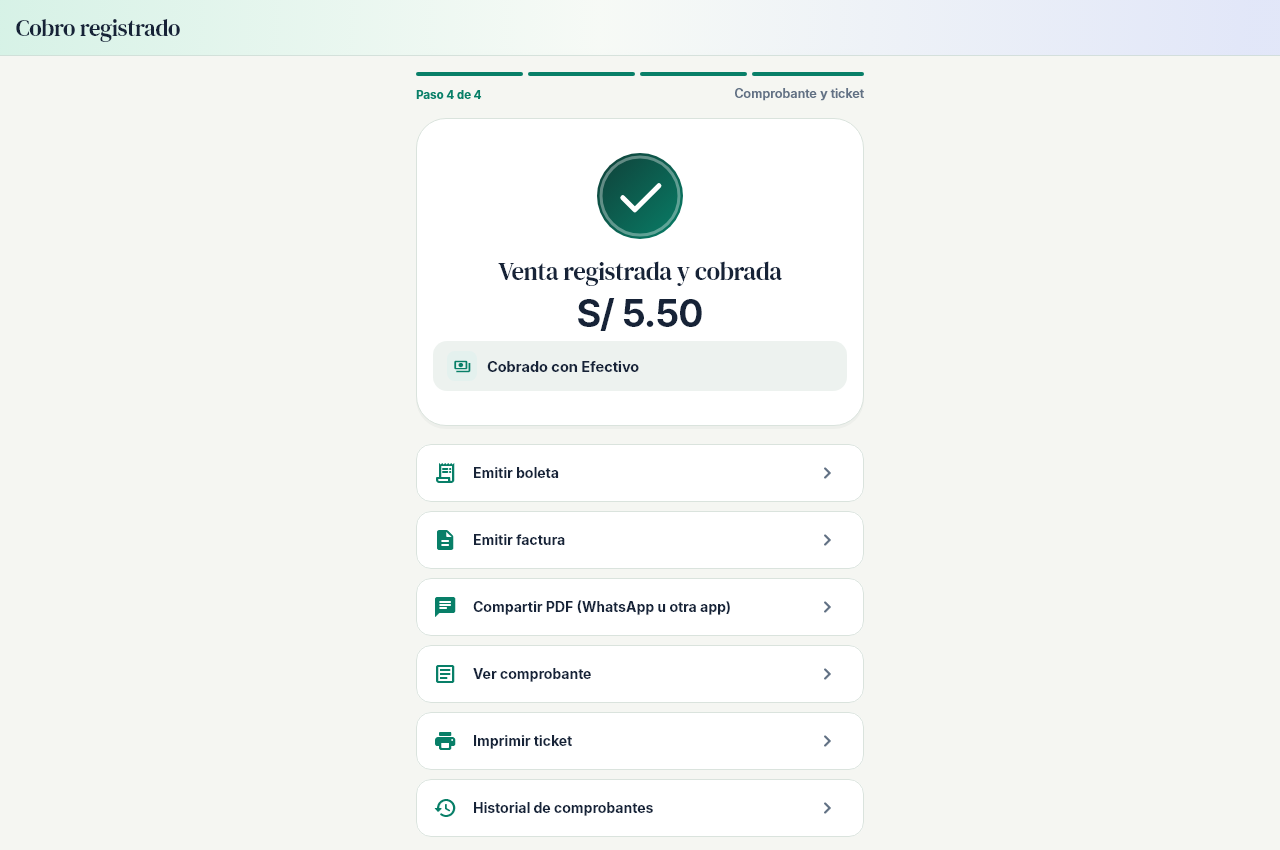 Cobro registrado
Paso 4 de 4
Comprobante y ticket
Venta registrada y cobrada
S/ 5.50
Cobrado con Efectivo
Emitir boleta
Emitir factura
Compartir PDF (WhatsApp u otra app)
Ver comprobante
Imprimir ticket
Historial de comprobantes